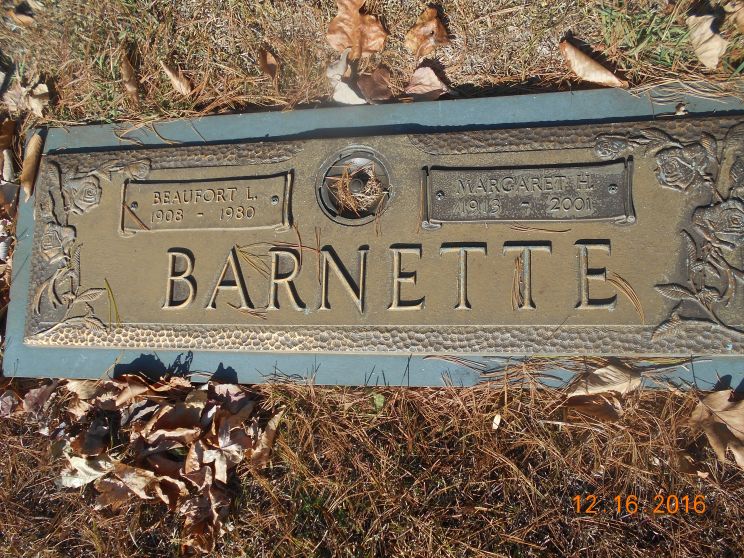 BEAUFORT L.
1908 - 1980
MARGARET H.
1913 - 2001
BARNETTE
12 16 2016